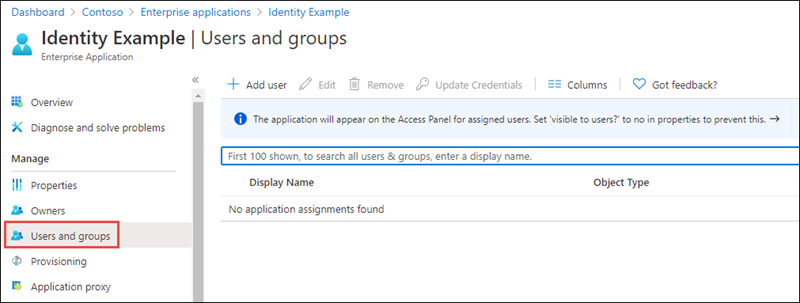 Dashboard > Contoso > Enterprise applications > Identity Example
Identity Example | Users and groups
Enterprise Application
«
Overview
Diagnose and solve problems
Manage
Properties
Owners
Users and groups
Provisioning
Application proxy
+ Add user Edit Remove Update Credentials Columns Got feedback?
The application will appear on the Access Panel for assigned users. Set 'visible to users?' to no in properties to prevent this. →
First 100 shown, to search all users & groups, enter a display name.
Display Name Object Type
No application assignments found